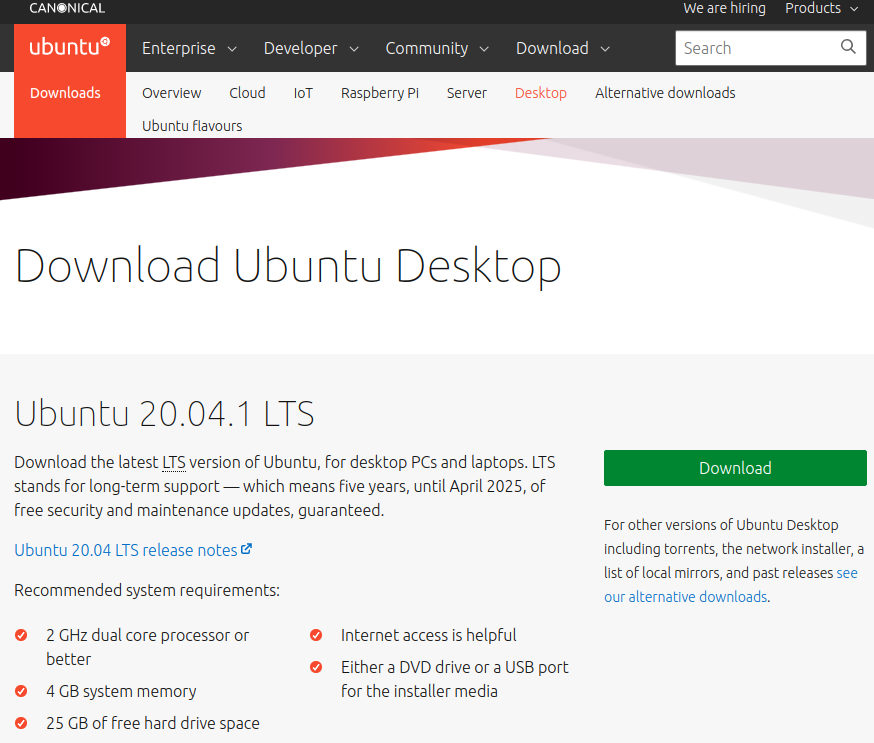 CANONICAL
We are hiring Products
ubuntu
Enterprise Developer Community Download Search
Downloads Overview Cloud IoT Raspberry Pi Server Desktop Alternative downloads
Ubuntu flavours
Download Ubuntu Desktop
Ubuntu 20.04.1 LTS
Download the latest LTS version of Ubuntu, for desktop PCs and laptops. LTS
stands for long-term support — which means five years, until April 2025, of
free security and maintenance updates, guaranteed.
Ubuntu 20.04 LTS release notes
Recommended system requirements:
2 GHz dual core processor or
better
4 GB system memory
25 GB of free hard drive space
Internet access is helpful
Either a DVD drive or a USB port
for the installer media
Download
For other versions of Ubuntu Desktop
including torrents, the network installer, a
list of local mirrors, and past releases see
our alternative downloads.